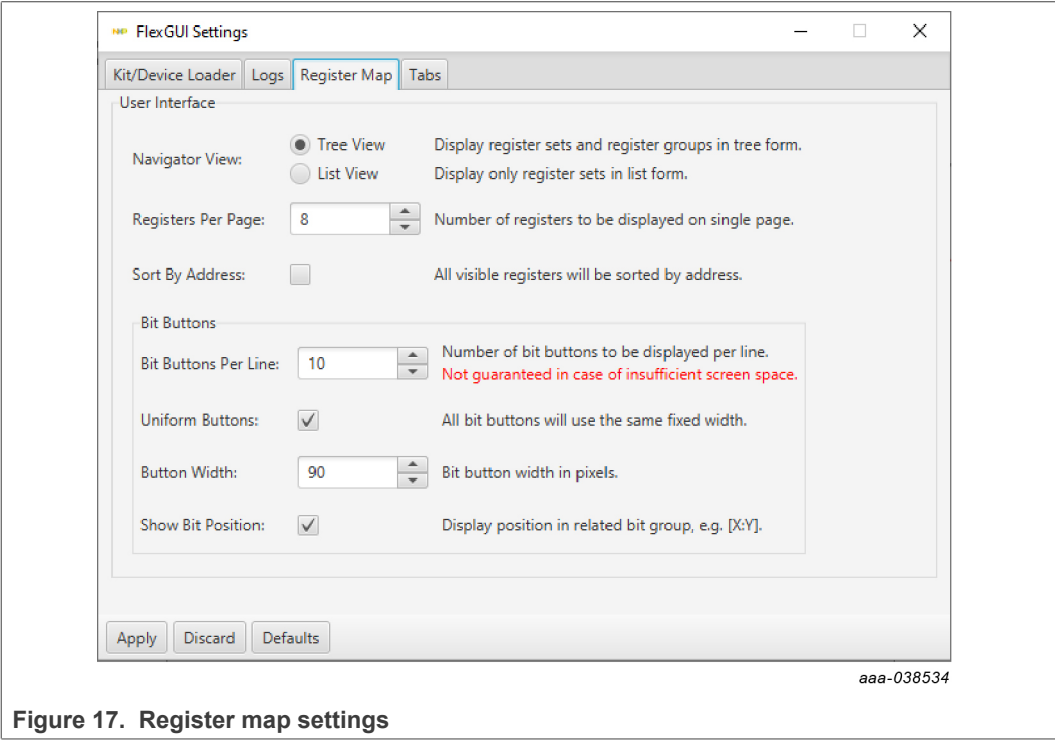 NXP FlexGUI Settings
Kit/Device Loader Logs Register Map Tabs
User Interface
Navigator View:
Tree View Display register sets and register groups in tree form.
List View Display only register sets in list form.
Registers Per Page: 8 Number of registers to be displayed on single page.
Sort By Address: All visible registers will be sorted by address.
Bit Buttons
Bit Buttons Per Line: 10 Number of bit buttons to be displayed per line.
Not guaranteed in case of insufficient screen space.
Uniform Buttons: All bit buttons will use the same fixed width.
Button Width: 90 Bit button width in pixels.
Show Bit Position: Display position in related bit group, e.g. [X:Y].
Apply Discard Defaults
aaa-038534
Figure 17. Register map settings